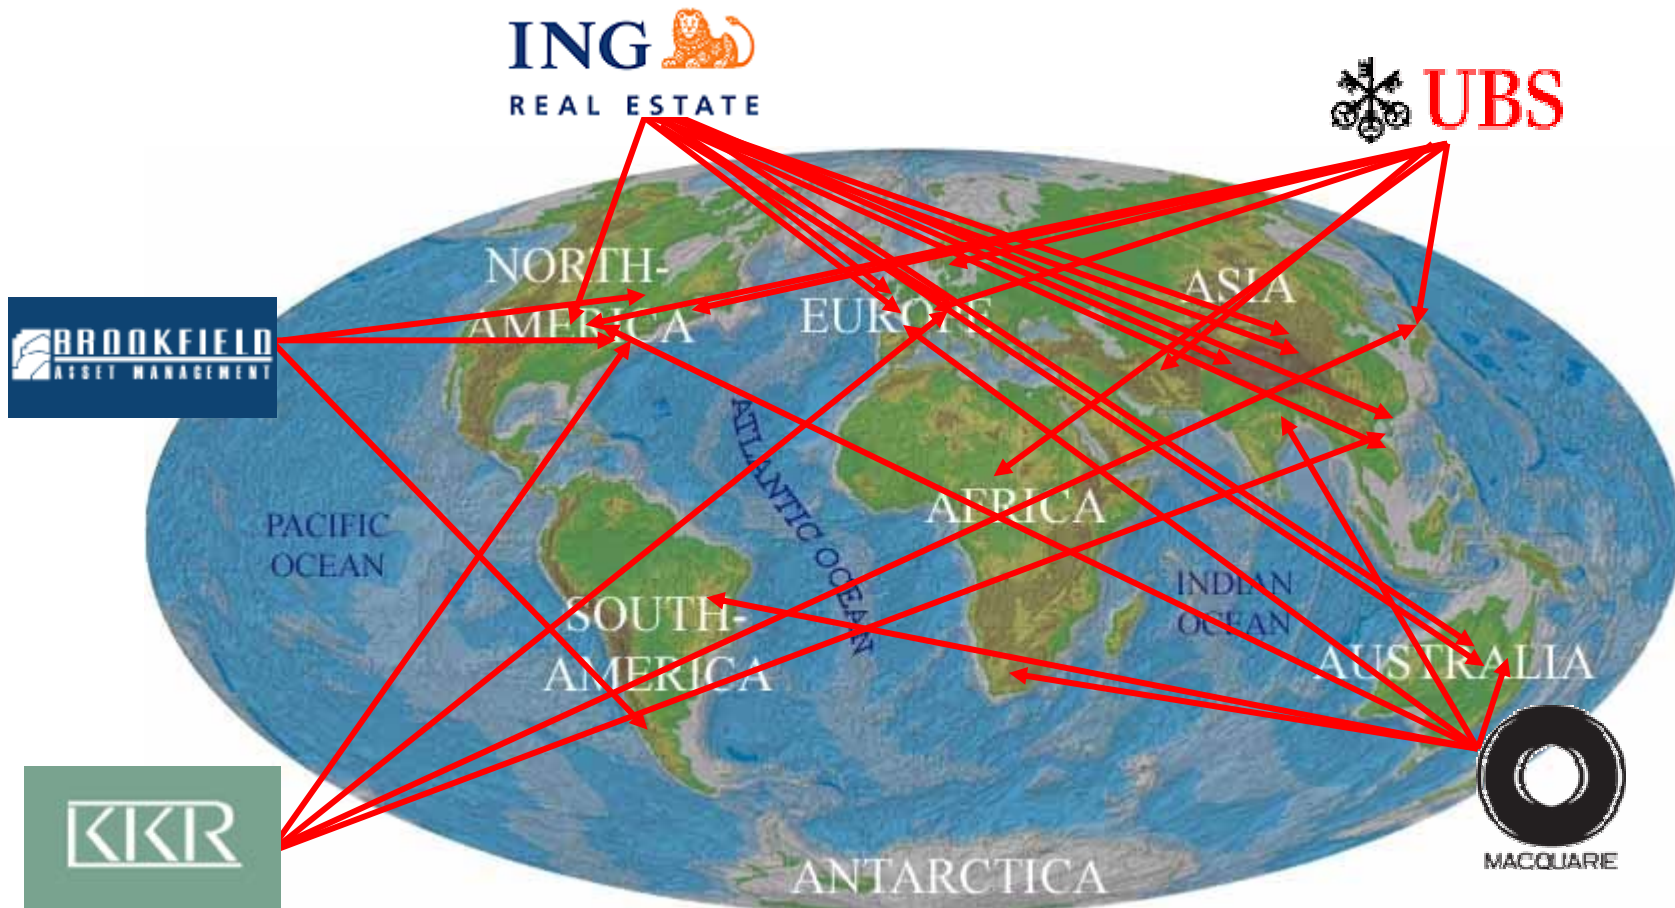 ING
REAL ESTATE
UBS
NORTH-
AMERICA
EUROPE
ASIA
BROOKFIELD
ASSET MANAGEMENT
ATLANTIC OCEAN
AFRICA
PACIFIC
OCEAN
INDIAN
OCEAN
SOUTH-
AMERICA
AUSTRALIA
KKR
MACQUARIE
ANTARCTICA